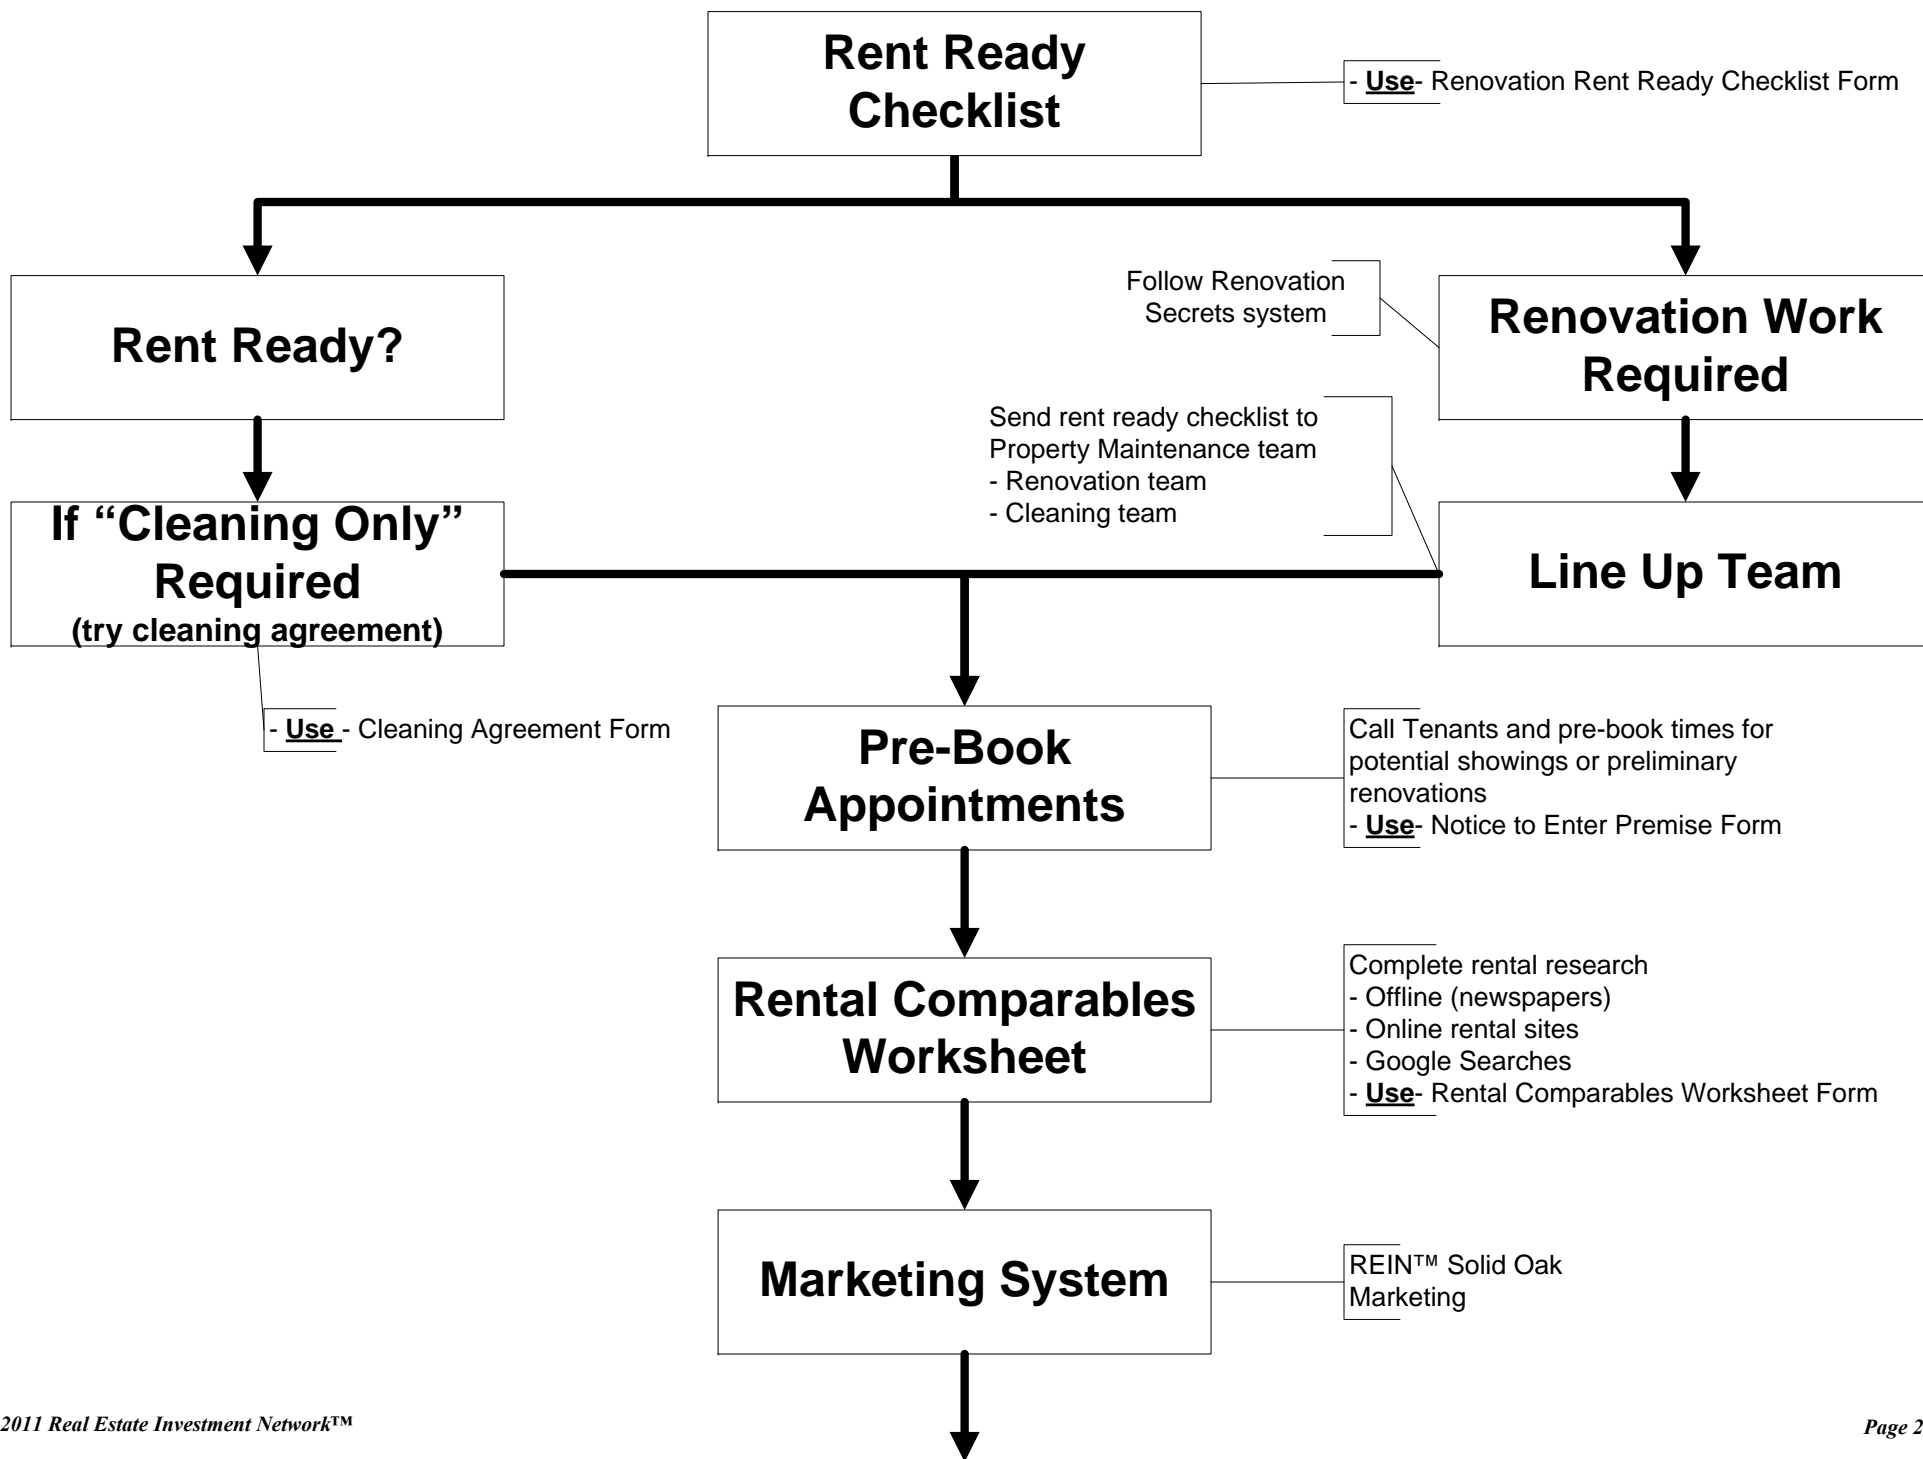 Rent Ready
Checklist
- Use- Renovation Rent Ready Checklist Form
Rent Ready?
Follow Renovation
Secrets system
Renovation Work
Required
Send rent ready checklist to
Property Maintenance team
- Renovation team
- Cleaning team
If “Cleaning Only”
Required
(try cleaning agreement)
Line Up Team
- Use - Cleaning Agreement Form
Pre-Book
Appointments
Call Tenants and pre-book times for
potential showings or preliminary
renovations
- Use- Notice to Enter Premise Form
Rental Comparables
Worksheet
Complete rental research
- Offline (newspapers)
- Online rental sites
- Google Searches
- Use- Rental Comparables Worksheet Form
Marketing System
REIN™ Solid Oak
Marketing
2011 Real Estate Investment Network™
Page 2